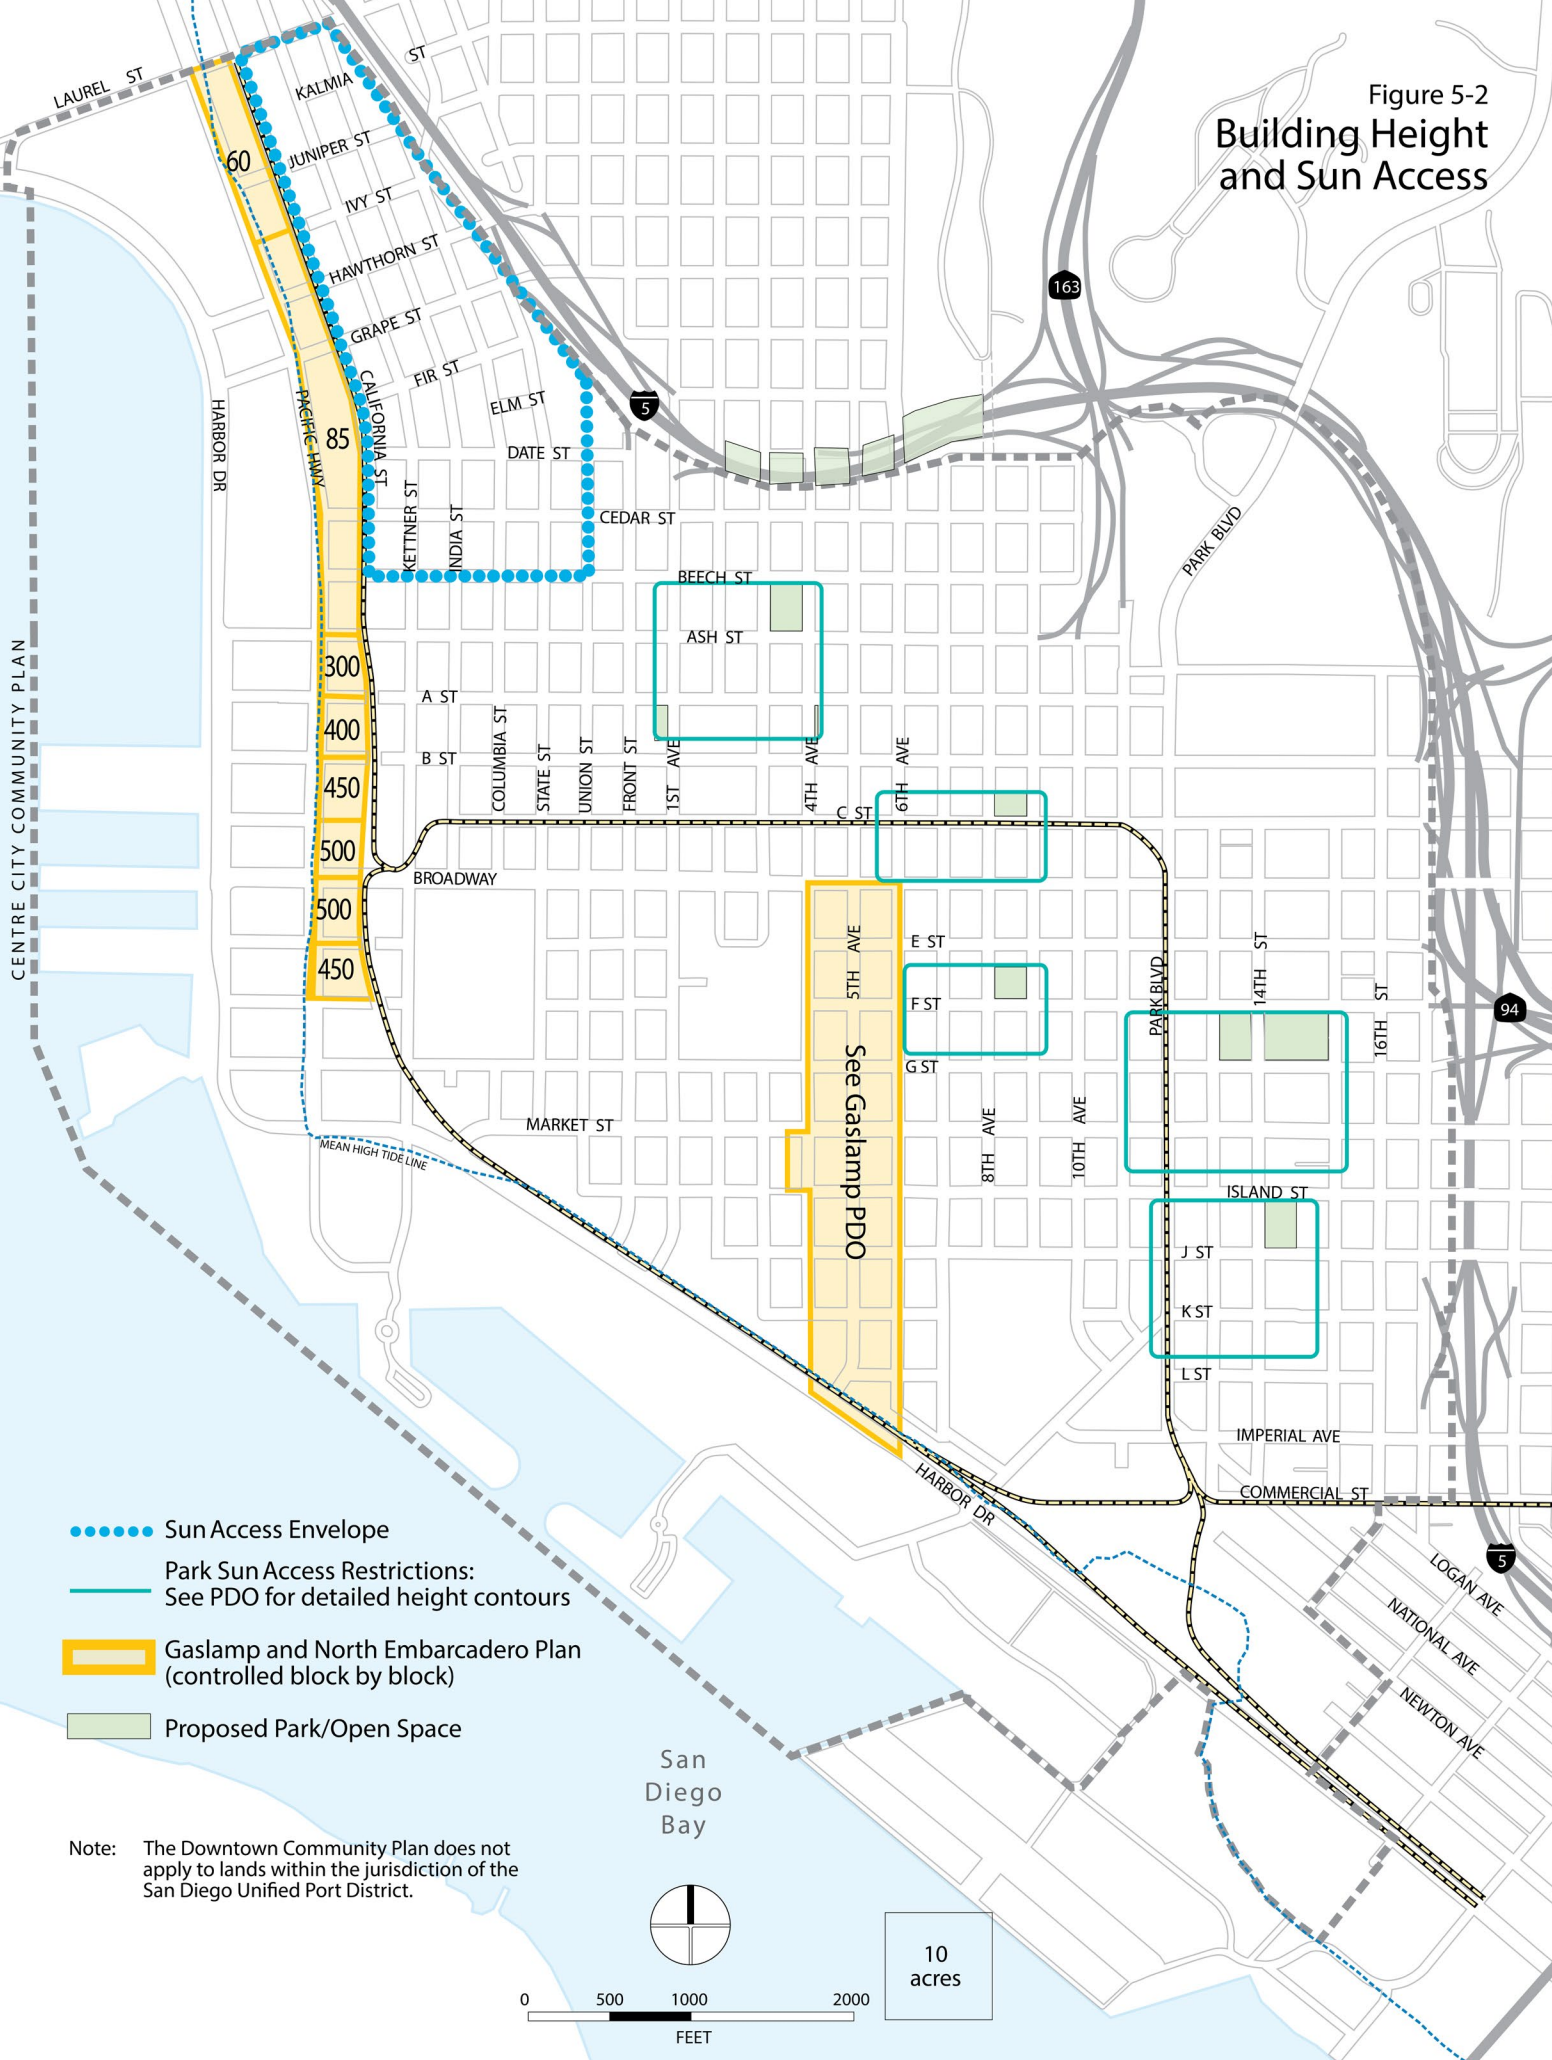 Figure 5-2
Building Height
and Sun Access
LAUREL ST
ST
KALMIA
JUNIPER ST
IVY ST
HAWTHORN ST
GRAPE ST
FIR ST
ELM ST
DATE ST
CEDAR ST
BEECH ST
ASH ST
A ST
B ST
C ST
BROADWAY
E ST
F ST
G ST
MARKET ST
ISLAND ST
J ST
K ST
L ST
IMPERIAL AVE
COMMERCIAL ST
LOGAN AVE
NATIONAL AVE
NEWTON AVE
HARBOR DR
HARBOR DR
PACIFIC HWY
CALIFORNIA ST
KETTNER ST
INDIA ST
COLUMBIA ST
STATE ST
UNION ST
FRONT ST
1ST AVE
4TH AVE
5TH AVE
6TH AVE
8TH AVE
10TH AVE
PARK BLVD
PARK BLVD
14TH ST
16TH ST
163
5
94
5
60
85
300
400
450
500
500
450
See Gaslamp PDO
MEAN HIGH TIDE LINE
CENTRE CITY COMMUNITY PLAN
Sun Access Envelope
Park Sun Access Restrictions:
See PDO for detailed height contours
Gaslamp and North Embarcadero Plan
(controlled block by block)
Proposed Park/Open Space
San
Diego
Bay
Note: The Downtown Community Plan does not
apply to lands within the jurisdiction of the
San Diego Unified Port District.
10
acres
0 500 1000 2000
FEET